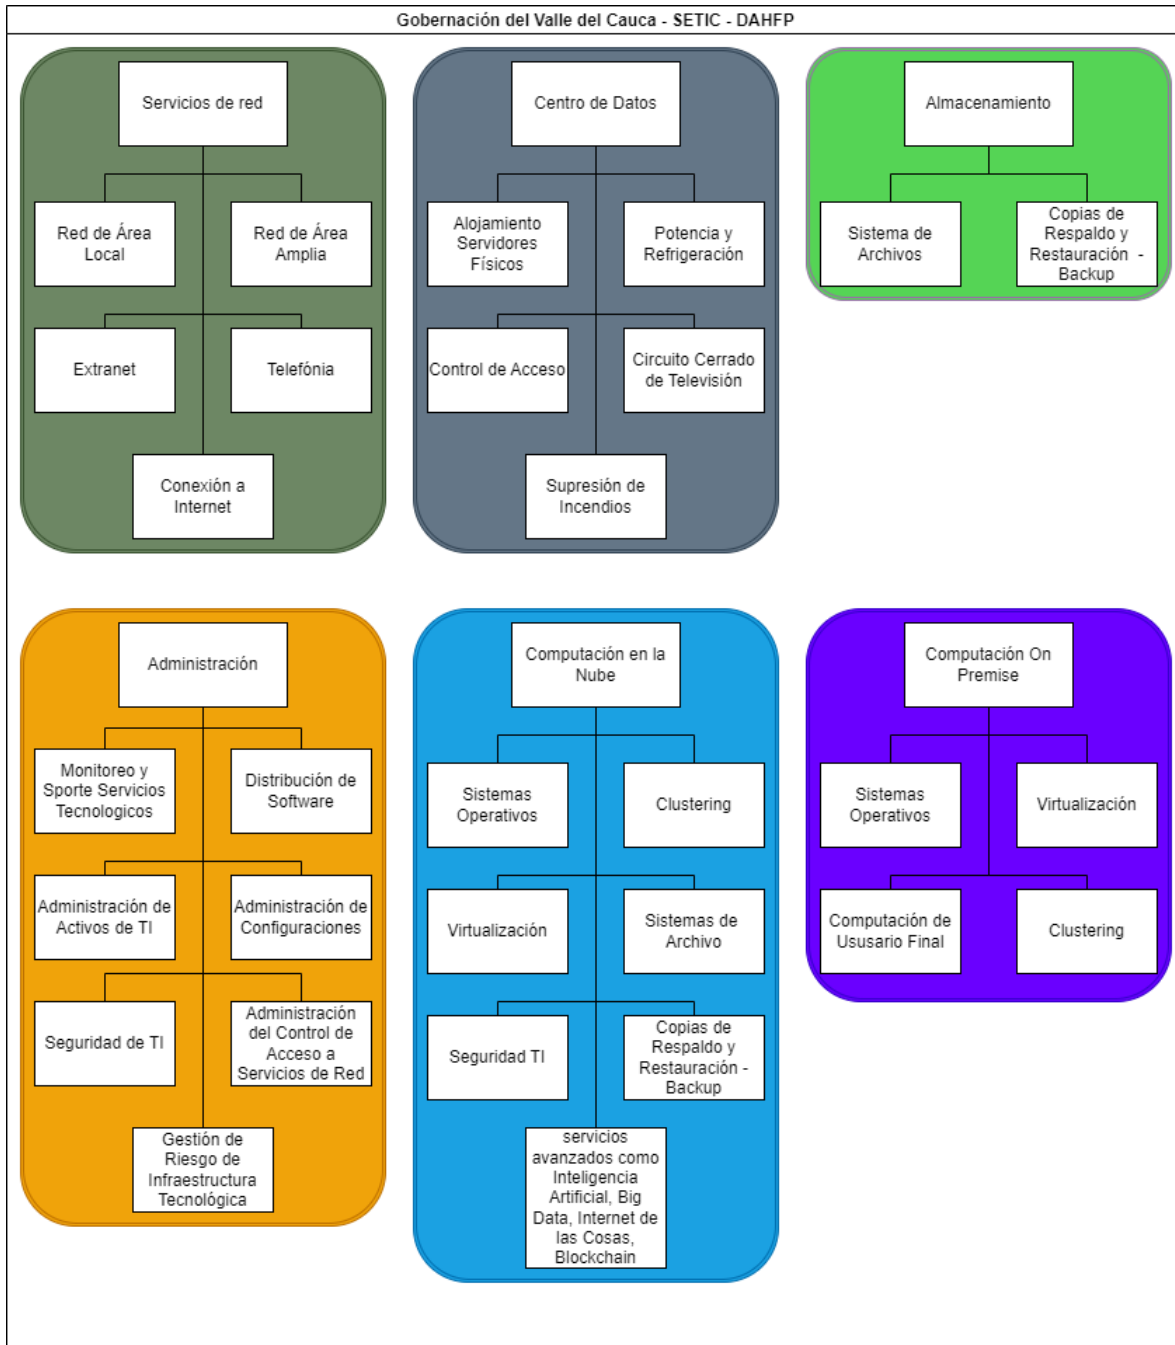 Gobernación del Valle del Cauca - SETIC - DAHFP
Servicios de red
Red de Área
Local
Red de Área
Amplia
Extranet
Telefónia
Conexión a
Internet
Centro de Datos
Alojamiento
Servidores
Físicos
Potencia y
Refrigeración
Control de Acceso
Circuito Cerrado
de Televisión
Supresión de
Incendios
Almacenamiento
Sistema de
Archivos
Copias de
Respaldo y
Restauración -
Backup
Administración
Monitoreo y
Sporte Servicios
Tecnologicos
Distribución de
Software
Administración de
Activos de TI
Administración de
Configuraciones
Seguridad de TI
Administración
del Control de
Acceso a
Servicios de Red
Gestión de
Riesgo de
Infraestructura
Tecnológica
Computación en la
Nube
Sistemas
Operativos
Clustering
Virtualización
Sistemas de
Archivo
Seguridad TI
Copias de
Respaldo y
Restauración -
Backup
servicios
avanzados como
Inteligencia
Artificial, Big
Data, Internet de
las Cosas,
Blockchain
Computación On
Premise
Sistemas
Operativos
Virtualización
Computación de
Ususario Final
Clustering